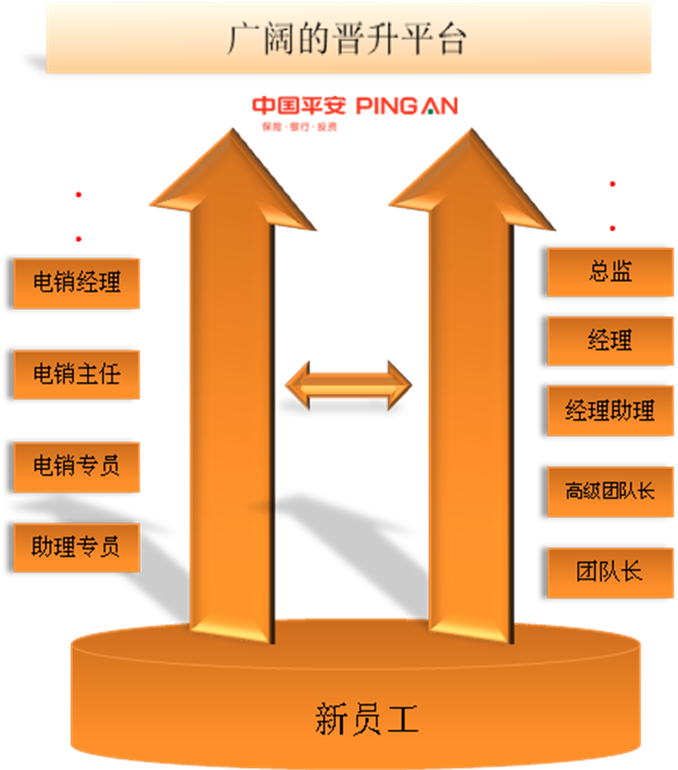 广阔的晋升平台
中国平安 PING AN
保险·银行·投资
电销经理
电销主任
电销专员
助理专员
总监
经理
经理助理
高级团队长
团队长
新员工